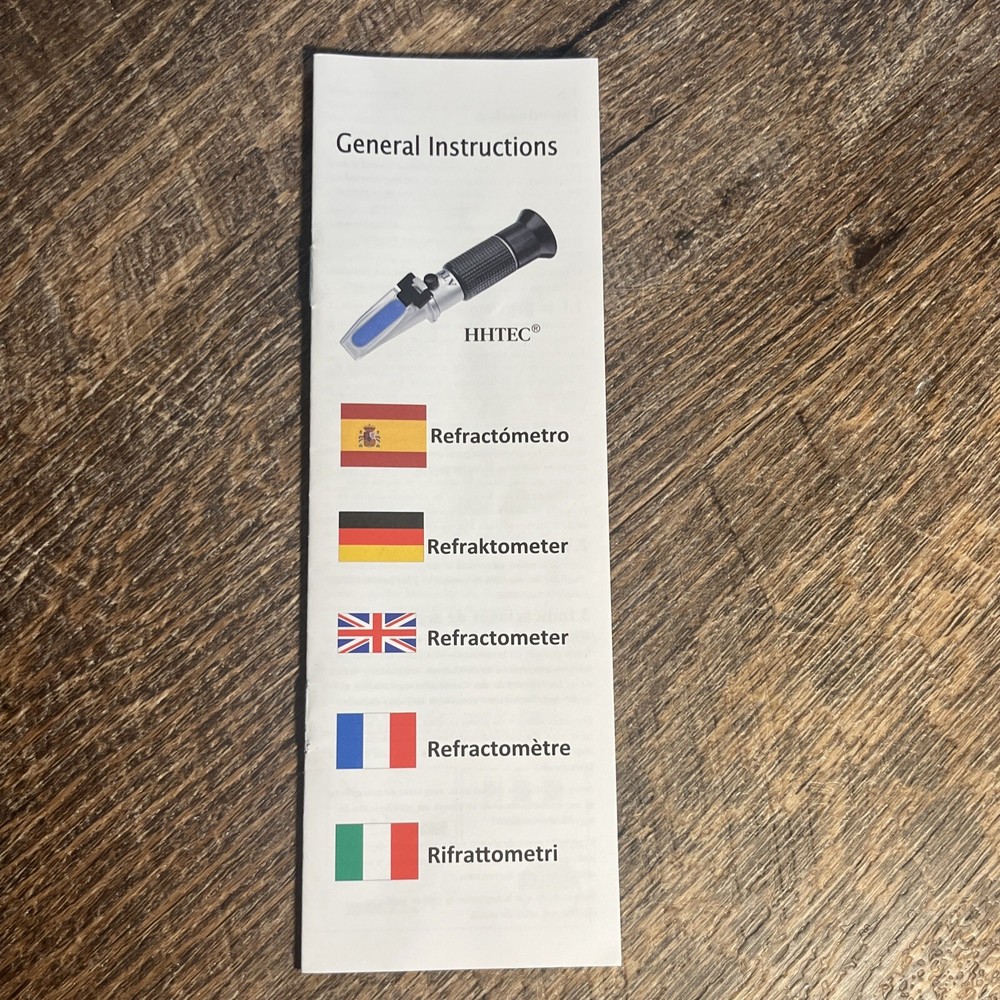 General Instructions
HHTEC®
Refractómetro
Refraktometer
Refractometer
Refractomètre
Rifrattometri